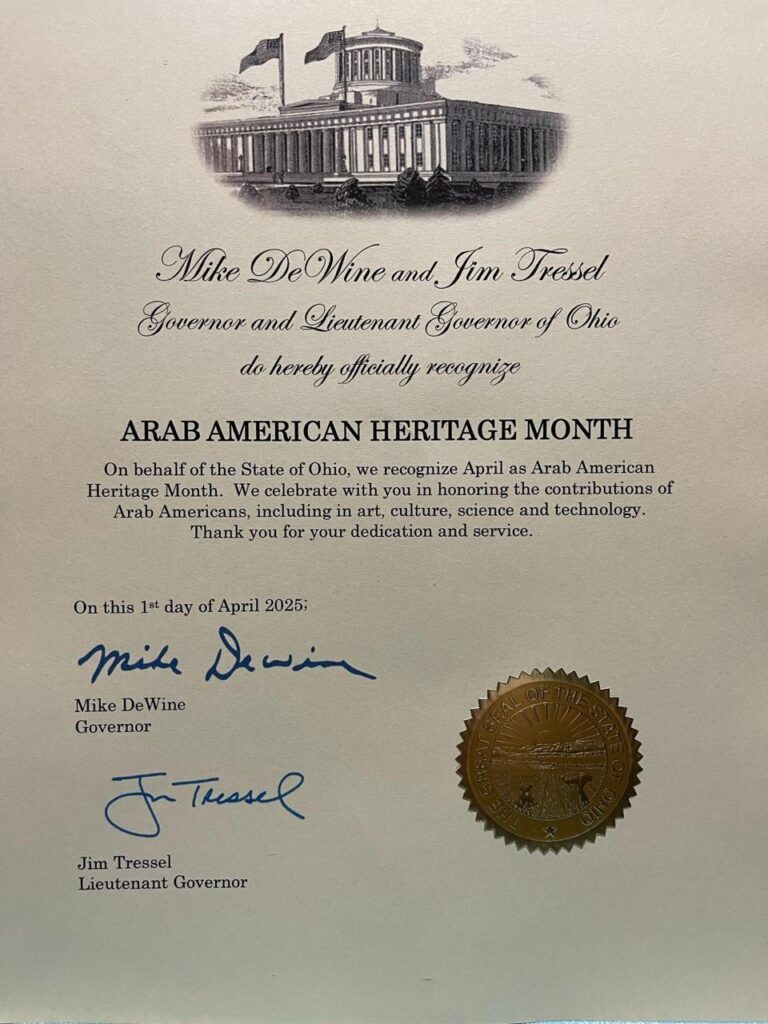 Mike DeWine and Jim Tressel
Governor and Lieutenant Governor of Ohio
do hereby officially recognize
ARAB AMERICAN HERITAGE MONTH
On behalf of the State of Ohio, we recognize April as Arab American
Heritage Month. We celebrate with you in honoring the contributions of
Arab Americans, including in art, culture, science and technology.
Thank you for your dedication and service.
On this 1st day of April 2025;
Mike DeWine
Mike DeWine
Governor
Jim Tressel
Jim Tressel
Lieutenant Governor
THE GREAT SEAL OF THE STATE OF OHIO